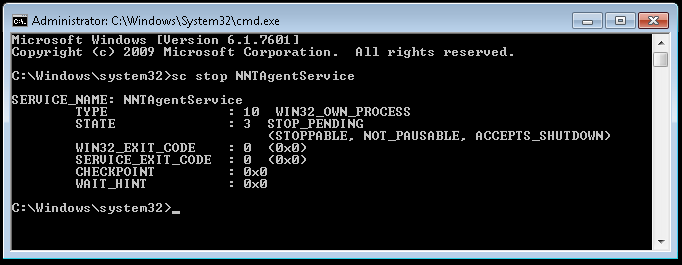 Administrator: C:\Windows\System32\cmd.exe
Microsoft Windows [Version 6.1.7601]
Copyright (c) 2009 Microsoft Corporation.  All rights reserved.
C:\Windows\system32>sc stop NNTAgentService
SERVICE_NAME: NNTAgentService
        TYPE               : 10  WIN32_OWN_PROCESS
        STATE              : 3  STOP_PENDING
                                (STOPPABLE, NOT_PAUSABLE, ACCEPTS_SHUTDOWN)
        WIN32_EXIT_CODE    : 0  (0x0)
        SERVICE_EXIT_CODE  : 0  (0x0)
        CHECKPOINT         : 0x0
        WAIT_HINT          : 0x0
C:\Windows\system32>_